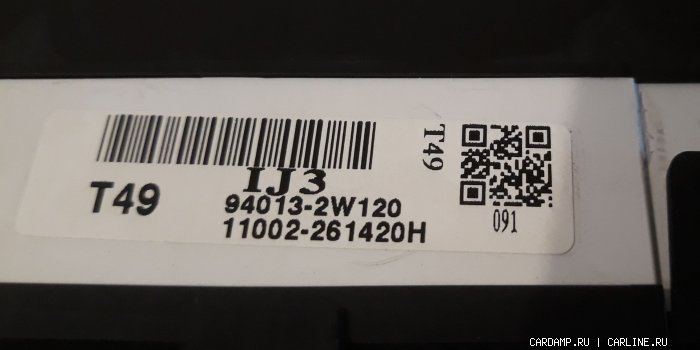 IJ3
T49
94013-2W120
11002-261420H
T49
091
CARDAMP.RU | CARLINE.RU